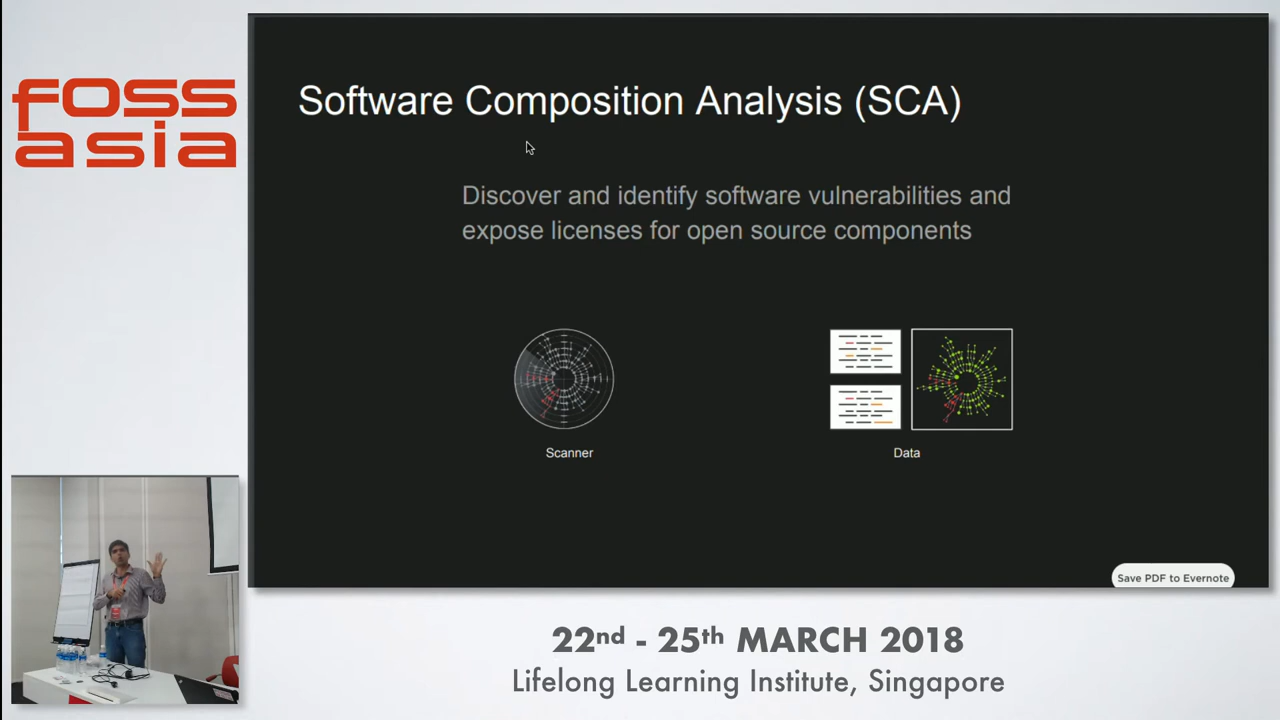 foss
asia
Software Composition Analysis (SCA)
Discover and identify software vulnerabilities and
expose licenses for open source components
Scanner
Data
Save PDF to Evernote
22nd - 25th MARCH 2018
Lifelong Learning Institute, Singapore